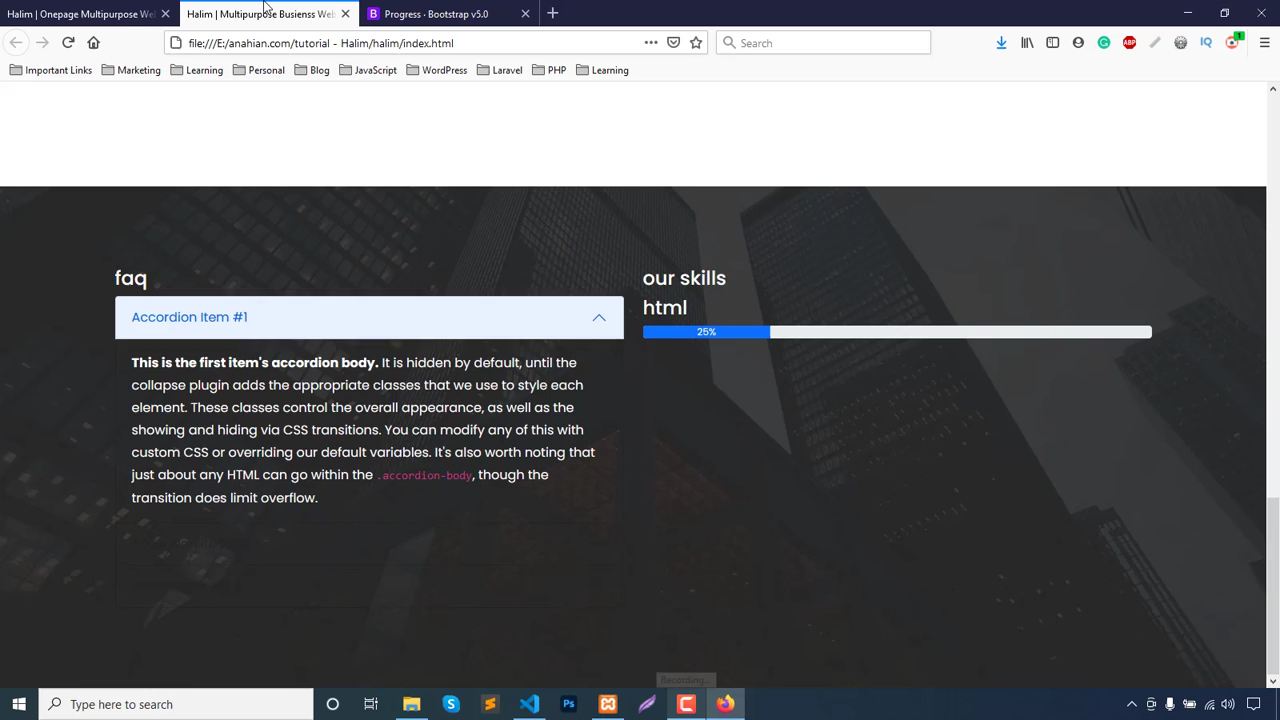 Halim | Onepage Multipurpose We
Halim | Multipurpose Busienss Web
Progress · Bootstrap v5.0
file:///E:/anahian.com/tutorial - Halim/halim/index.html
Search
1
Important Links
Marketing
Learning
Personal
Blog
JavaScript
WordPress
Laravel
PHP
Learning
faq
Accordion Item #1
This is the first item's accordion body. It is hidden by default, until the
collapse plugin adds the appropriate classes that we use to style each
element. These classes control the overall appearance, as well as the
showing and hiding via CSS transitions. You can modify any of this with
custom CSS or overriding our default variables. It's also worth noting that
just about any HTML can go within the .accordion-body, though the
transition does limit overflow.
our skills
html
25%
Recording...
Type here to search